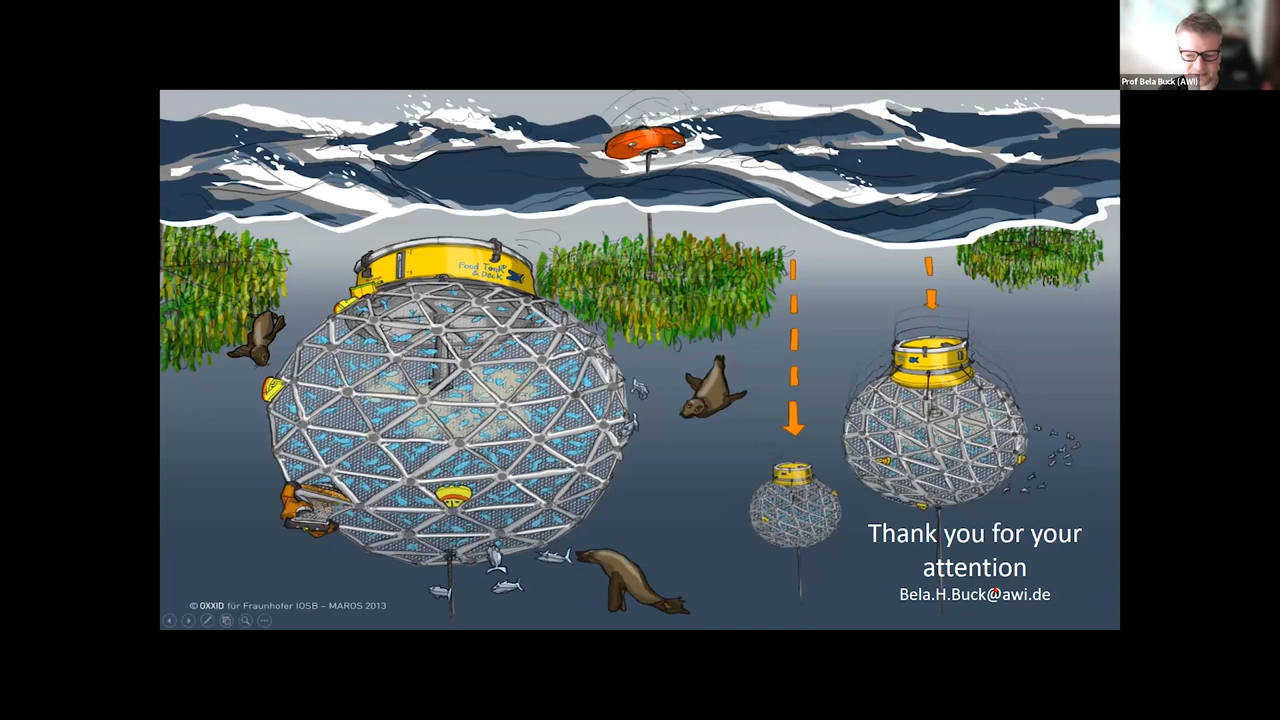 Prof Bela Buck (AWI)
Food Tank
& Deck
Thank you for your
attention
Bela.H.Buck@awi.de
© OXXID für Fraunhofer IOSB – MAROS 2013